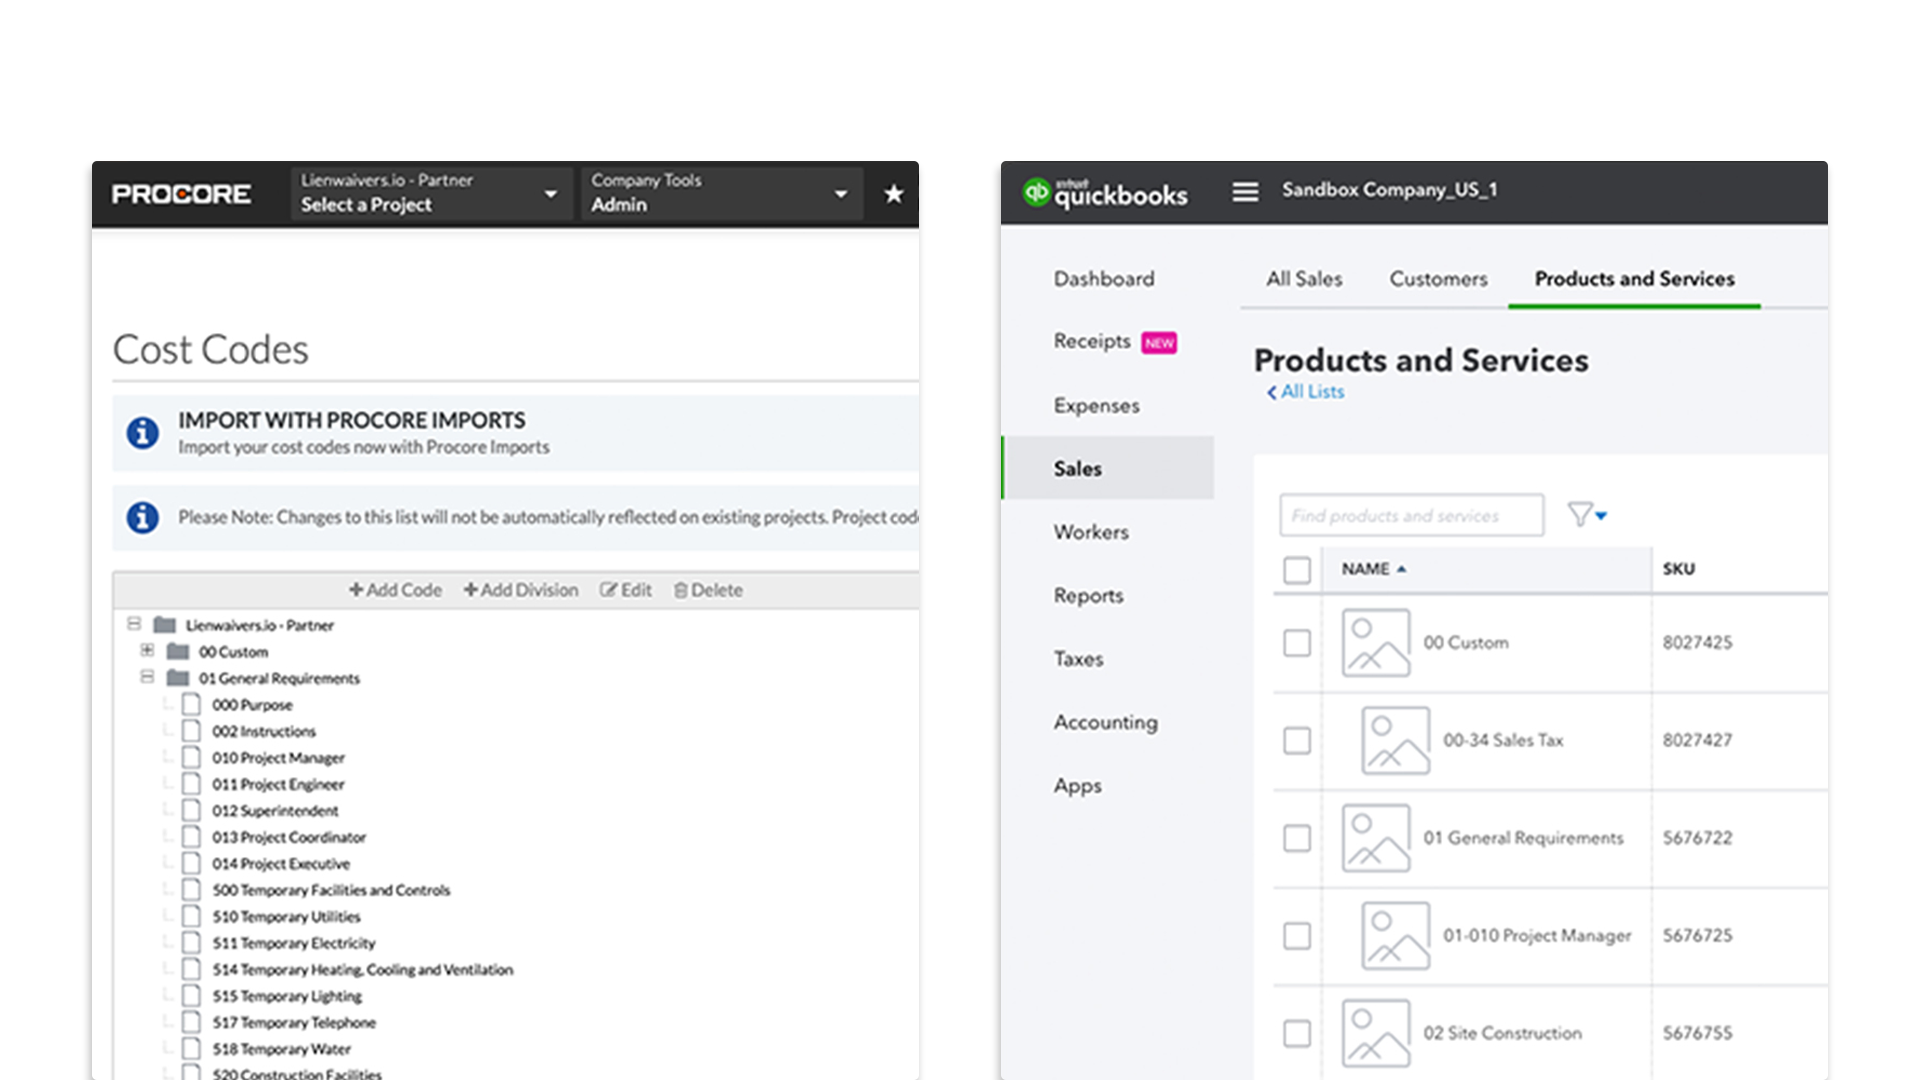 PROCORE
Lienwaivers.io - Partner
Select a Project
Company Tools
Admin
Cost Codes
IMPORT WITH PROCORE IMPORTS
Import your cost codes now with Procore Imports
Please Note: Changes to this list will not be automatically reflected on existing projects. Project cod
Add Code Add Division Edit Delete
Lienwaivers.io - Partner
00 Custom
01 General Requirements
000 Purpose
002 Instructions
010 Project Manager
011 Project Engineer
012 Superintendent
013 Project Coordinator
014 Project Executive
500 Temporary Facilities and Controls
510 Temporary Utilities
511 Temporary Electricity
514 Temporary Heating, Cooling and Ventilation
515 Temporary Lighting
517 Temporary Telephone
518 Temporary Water
520 Construction Facilities
qb intuit quickbooks
Sandbox Company_US_1
Dashboard
Receipts NEW
Expenses
Sales
Workers
Reports
Taxes
Accounting
Apps
All Sales Customers Products and Services
Products and Services
All Lists
Find products and services
NAME SKU
00 Custom 8027425
00-34 Sales Tax 8027427
01 General Requirements 5676722
01-010 Project Manager 5676725
02 Site Construction 5676755